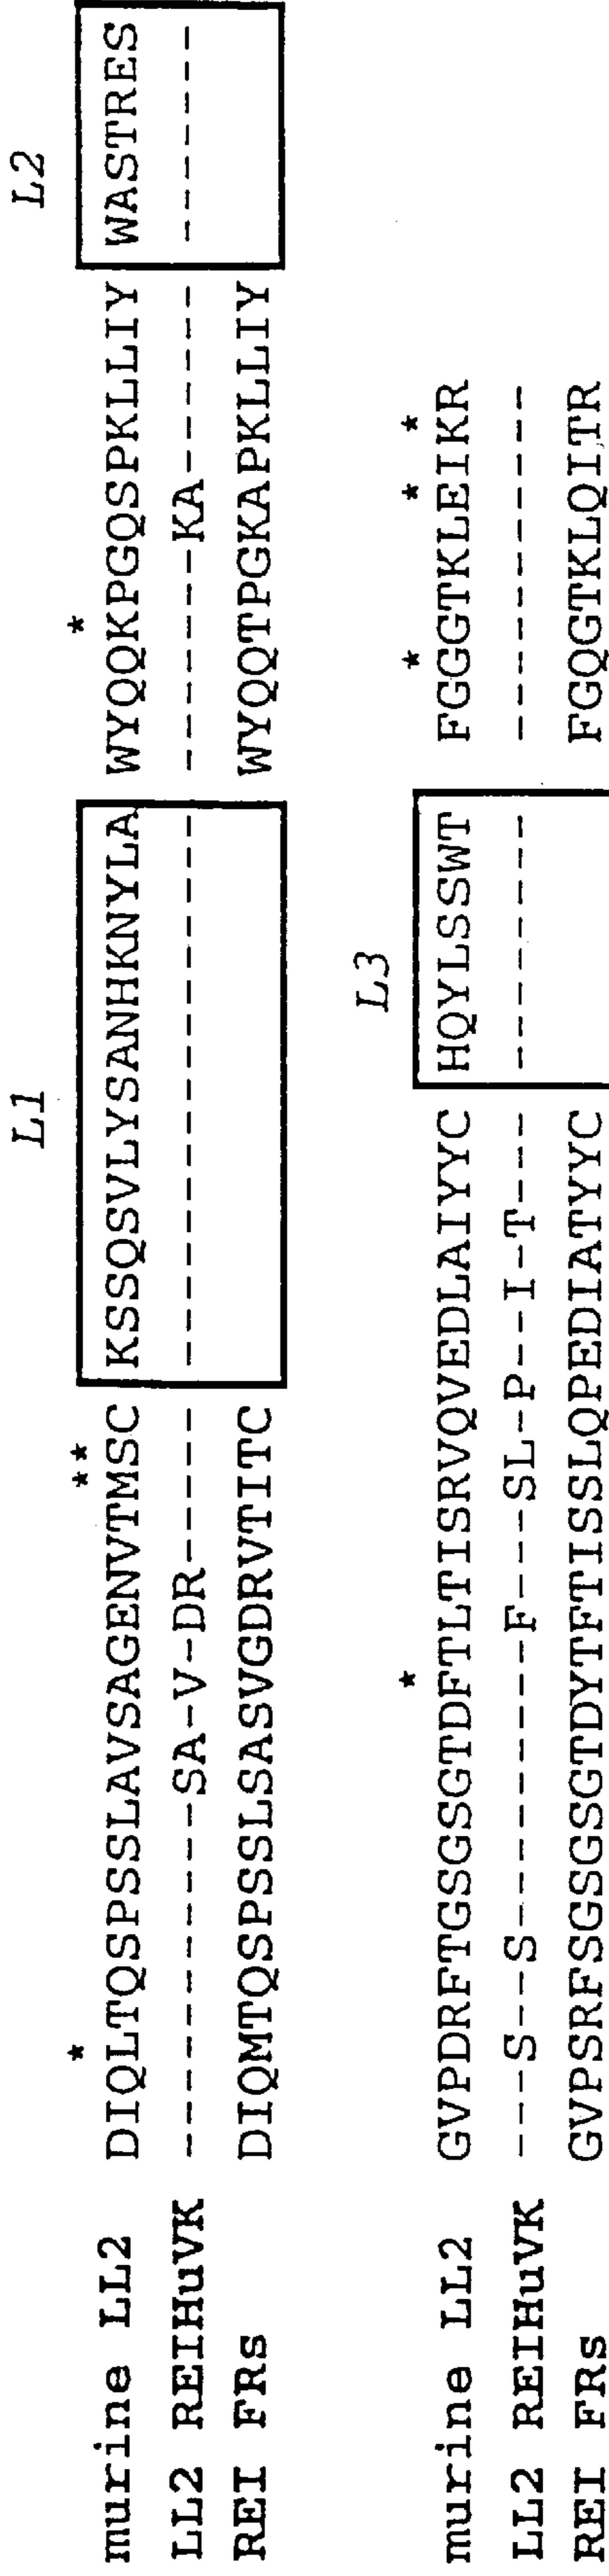 L1 L2
* ** *
murine LL2 DIQLTQSPSSLAVSAGENVTMSC KSSQSVLYSANHKNYLA WYQQKPGQSPKLLIY WASTRES
LL2 REIHuVK -----------SA-V-DR----- ----------------- -------KA------ -------
REI FRs DIQMTQSPSSLSASVGDRVTITC WYQQTPGKAPKLLIY
L3
* * * *
murine LL2 GVPDRFTGSGSGTDFTLTISRVQVEDLAIYYC HQYLSSWT FGGGTKLEIKR
LL2 REIHuVK ---S--S---------F---SL-P--I-T--- -------- -----------
REI FRs GVPSRFSGSGSGTDYTFTISSLQPEDIATYYC FGQGTKLQITR